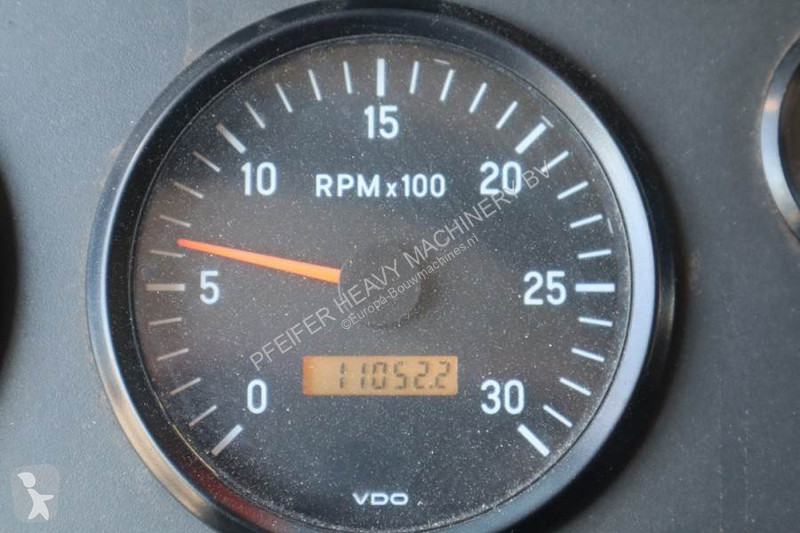 15
10
RPM x 100
20
5
25
11052.2
0
30
VDO
PFEIFER HEAVY MACHINERY BV
©Europa-Bouwmachines.nl